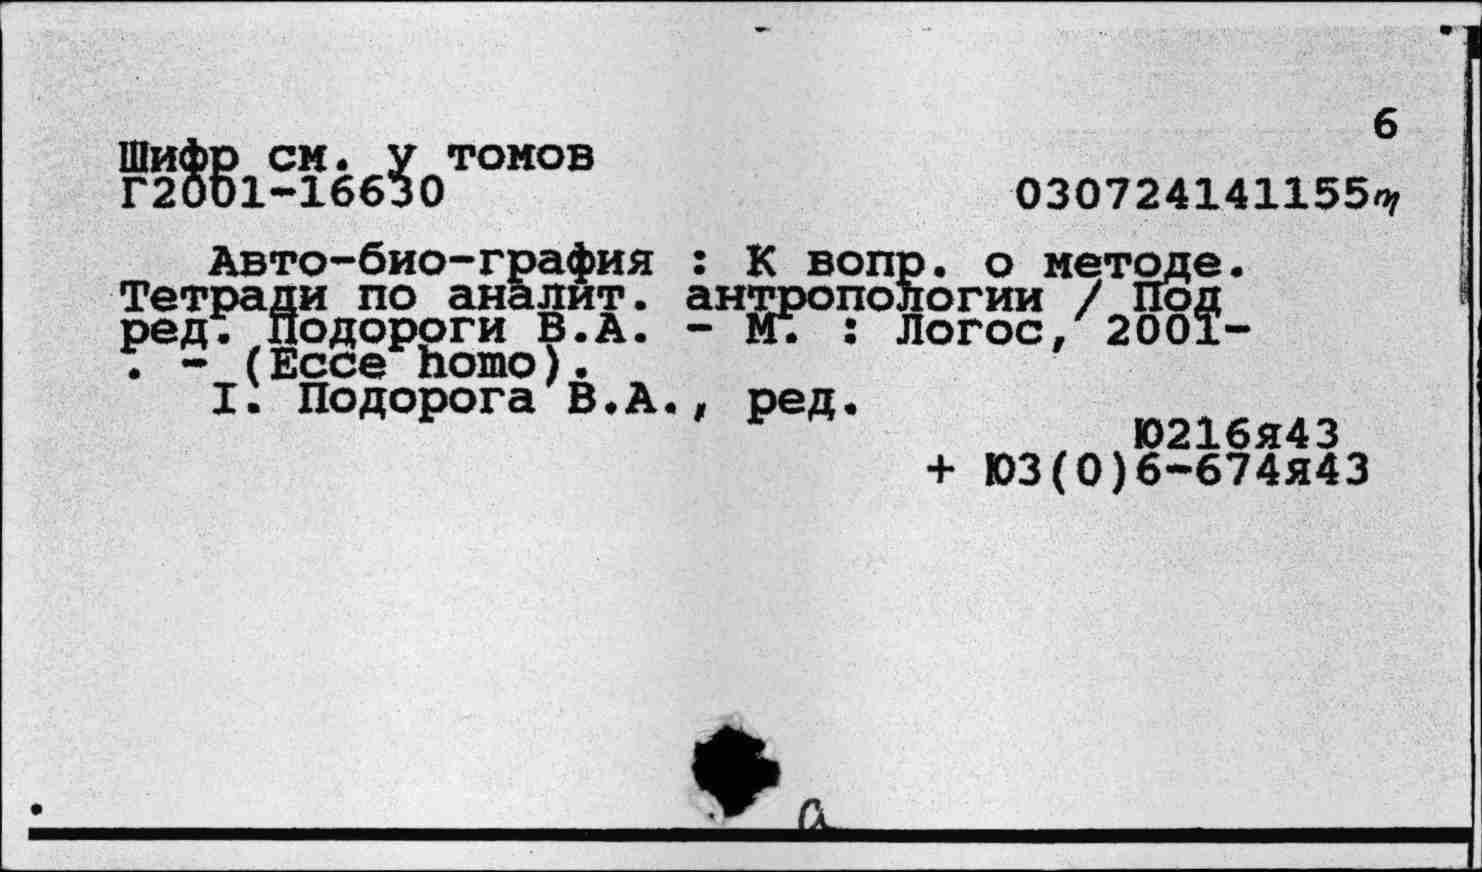 6
Шифр см. у томов
Г2001-16630 030724141155
Авто-био-графия : К вопр. о методе.
Тетради по аналит. антропологии / Под
ред. Подороги В.А. - М. : Логос, 2001-
. - (Ecce homo).
I. Подорога В.А., ред.
Ю216я43
+ Ю3(0)6-674я43
а